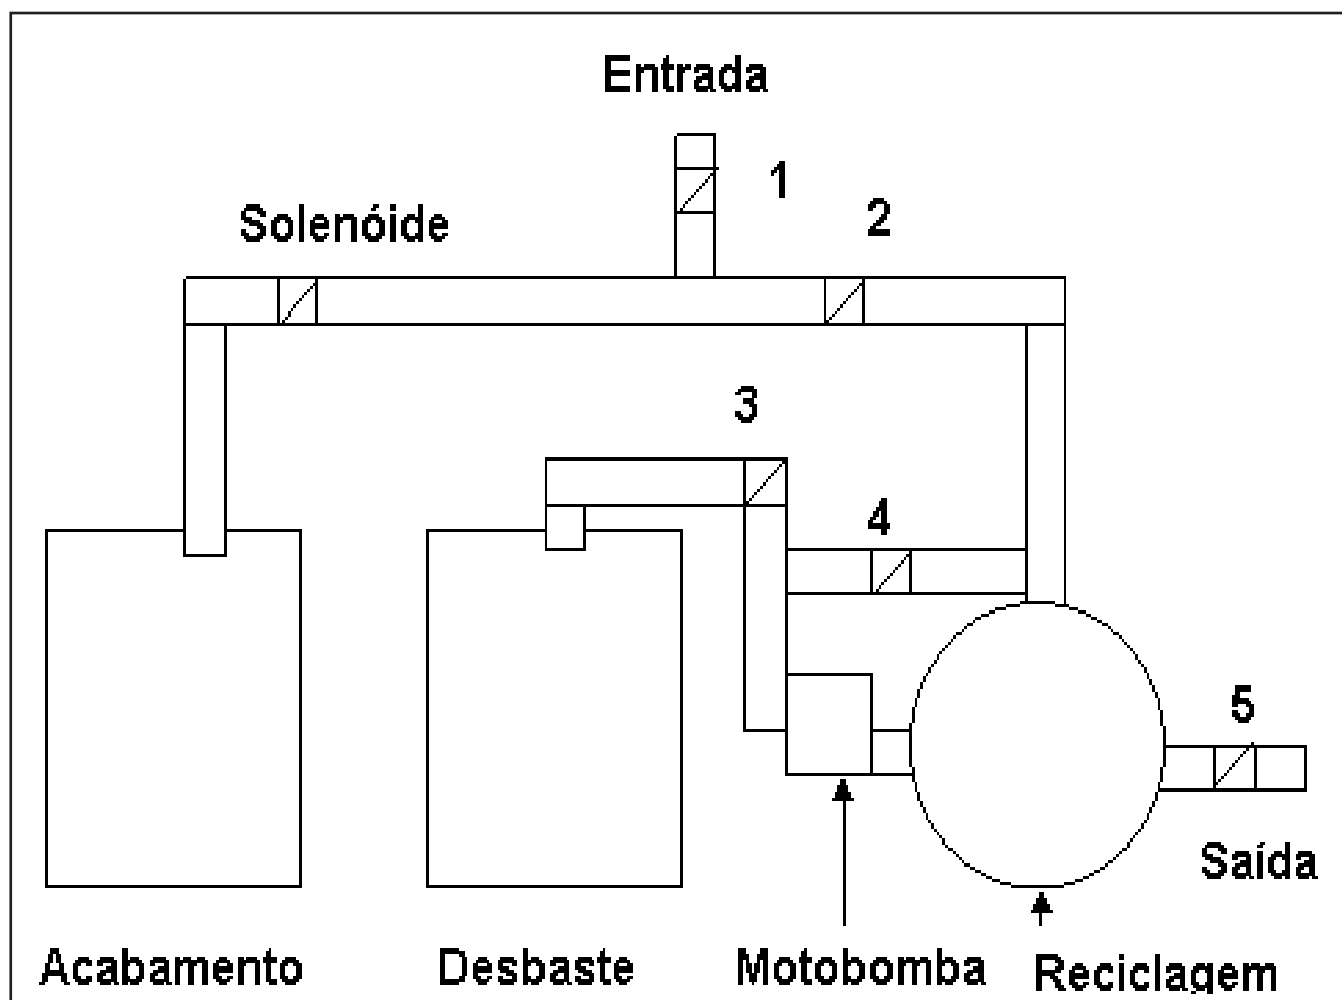 Entrada
1
2
Solenóide
3
4
5
Saída
Acabamento
Desbaste
Motobomba
Reciclagem